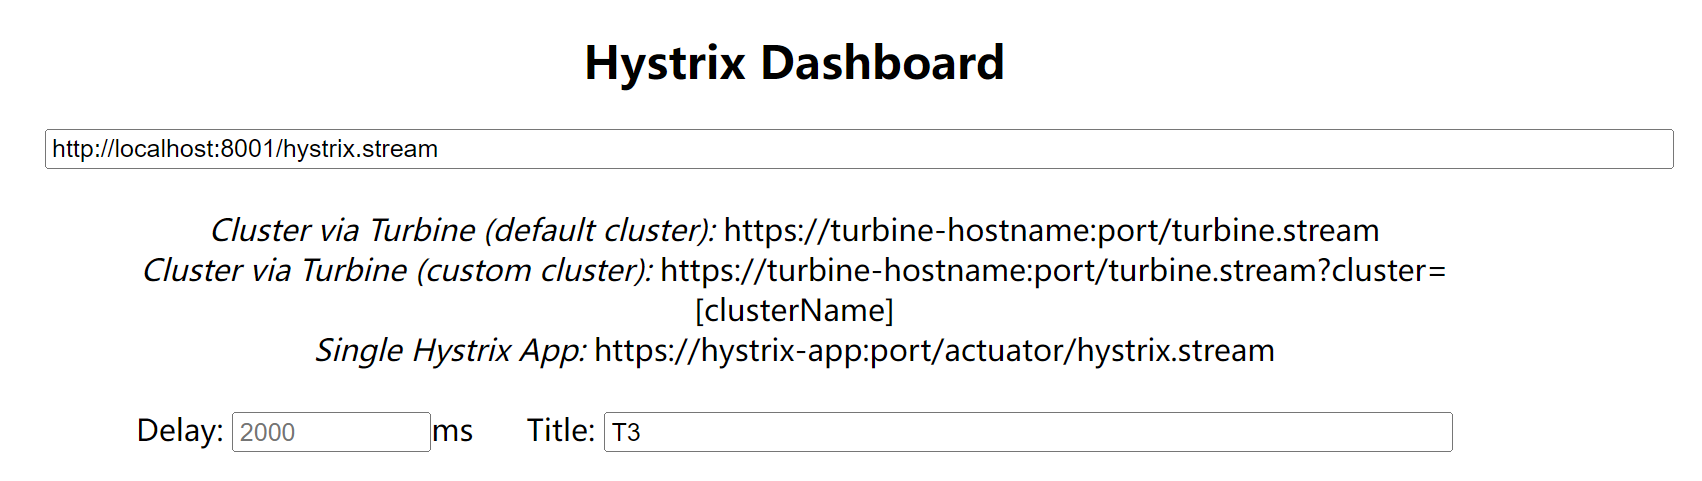 Hystrix Dashboard
http://localhost:8001/hystrix.stream
Cluster via Turbine (default cluster): https://turbine-hostname:port/turbine.stream
Cluster via Turbine (custom cluster): https://turbine-hostname:port/turbine.stream?cluster=
[clusterName]
Single Hystrix App: https://hystrix-app:port/actuator/hystrix.stream
Delay: 2000 ms Title: T3